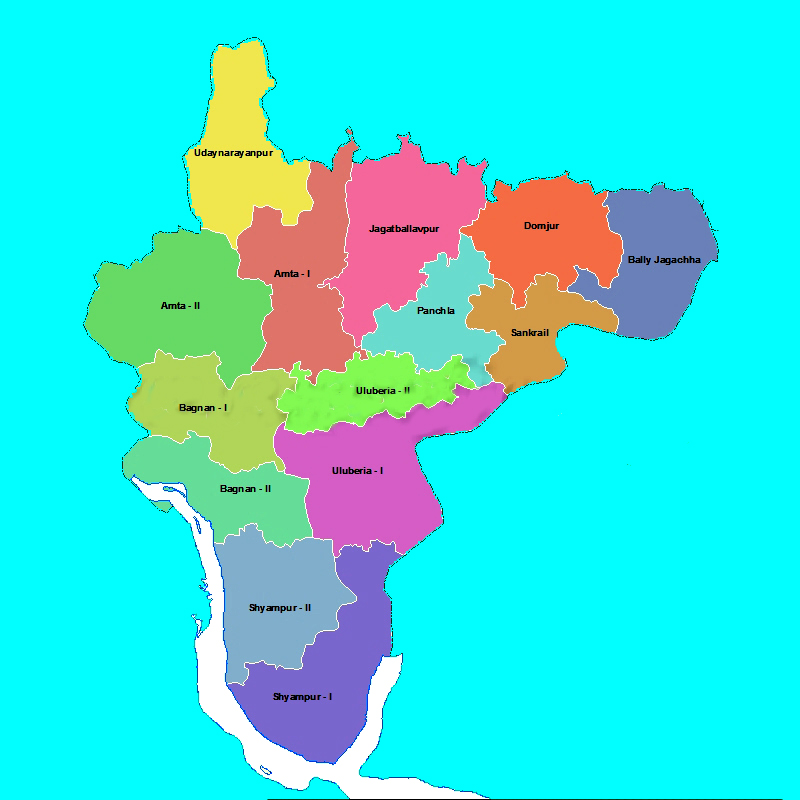 Udaynarayanpur
Jagatballavpur
Domjur
Bally Jagachha
Amta - I
Amta - II
Panchla
Sankrail
Uluberia - II
Bagnan - I
Uluberia - I
Bagnan - II
Shyampur - II
Shyampur - I